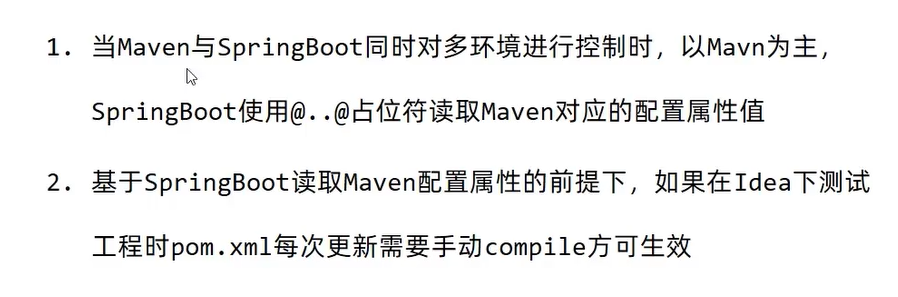 1. 当Maven与SpringBoot同时对多环境进行控制时，以Mavn为主，
SpringBoot使用@..@占位符读取Maven对应的配置属性值
2. 基于SpringBoot读取Maven配置属性的前提下，如果在Idea下测试
工程时pom.xml每次更新需要手动compile方可生效